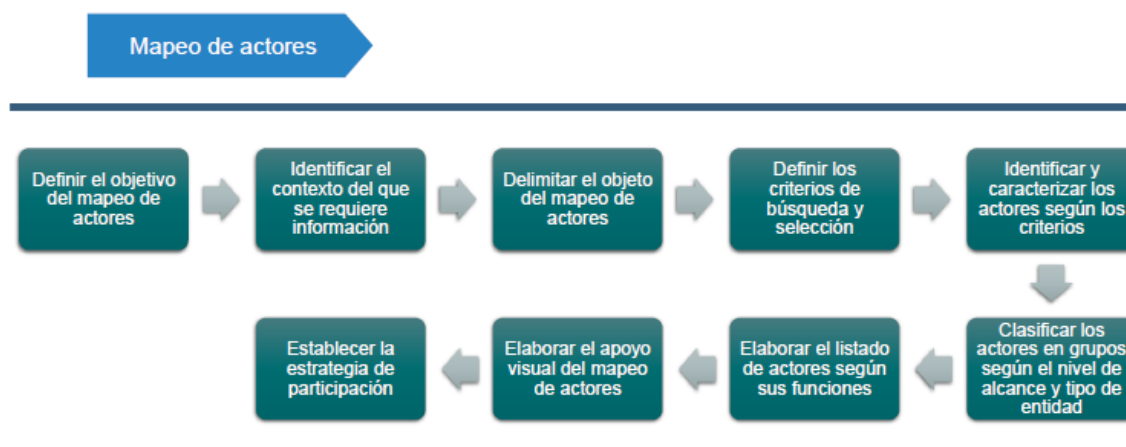 Mapeo de actores
Definir el objetivo
del mapeo de
actores
Identificar el
contexto del que
se requiere
información
Delimitar el objeto
del mapeo de
actores
Definir los
criterios de
búsqueda y
selección
Identificar y
caracterizar los
actores según los
criterios
Clasificar los
actores en grupos
según el nivel de
alcance y tipo de
entidad
Elaborar el listado
de actores según
sus funciones
Elaborar el apoyo
visual del mapeo
de actores
Establecer la
estrategia de
participación